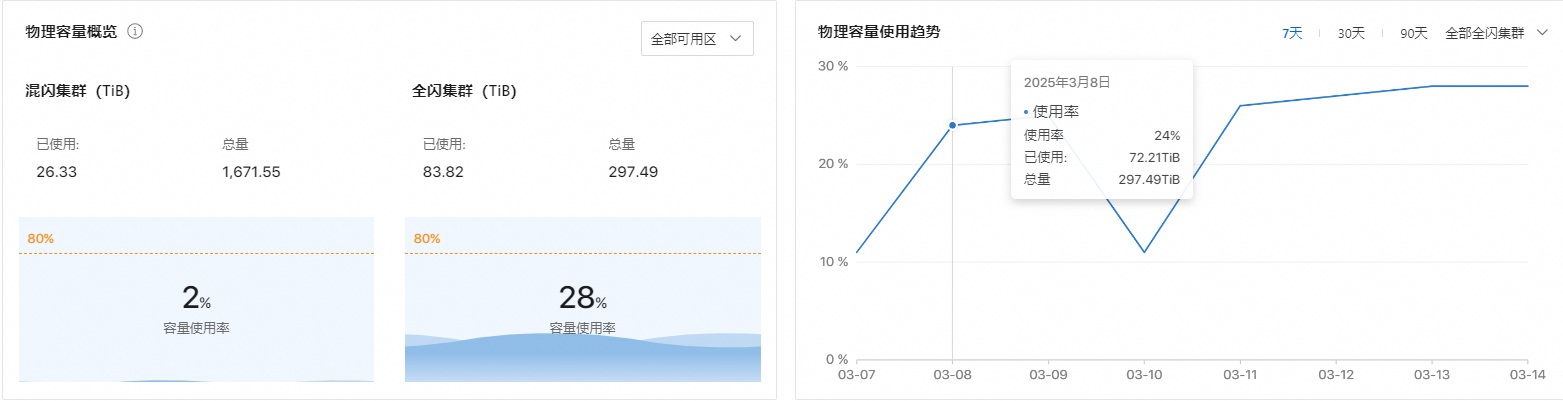 物理容量概览
全部可用区
混闪集群（TiB）
已使用: 总量
26.33 1,671.55
80%
2%
容量使用率
全闪集群（TiB）
已使用: 总量
83.82 297.49
80%
28%
容量使用率
物理容量使用趋势
7天 30天 90天 全部全闪集群
30 %
20 %
10 %
0 %
2025年3月8日
使用率
使用率 24%
已使用: 72.21TiB
总量 297.49TiB
03-07 03-08 03-09 03-10 03-11 03-12 03-13 03-14